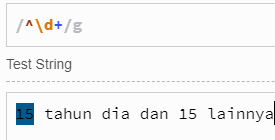 /^\d+/g
Test String
15 tahun dia dan 15 lainnya